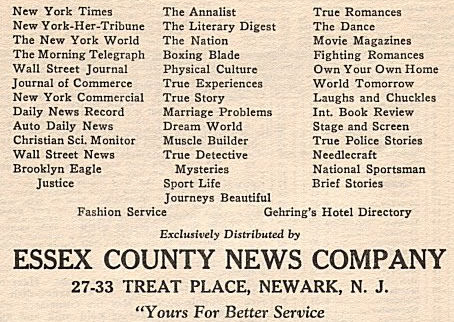 New York Times
New York-Her-Tribune
The New York World
The Morning Telegraph
Wall Street Journal
Journal of Commerce
New York Commercial
Daily News Record
Auto Daily News
Christian Sci. Monitor
Wall Street News
Brooklyn Eagle
Justice
The Annalist
The Literary Digest
The Nation
Boxing Blade
Physical Culture
True Experiences
True Story
Marriage Problems
Dream World
Muscle Builder
True Detective
Mysteries
Sport Life
Journeys Beautiful
True Romances
The Dance
Movie Magazines
Fighting Romances
Own Your Own Home
World Tomorrow
Laughs and Chuckles
Int. Book Review
Stage and Screen
True Police Stories
Needlecraft
National Sportsman
Brief Stories
Fashion Service
Gehring's Hotel Directory
Exclusively Distributed by
ESSEX COUNTY NEWS COMPANY
27-33 TREAT PLACE, NEWARK, N. J.
"Yours For Better Service